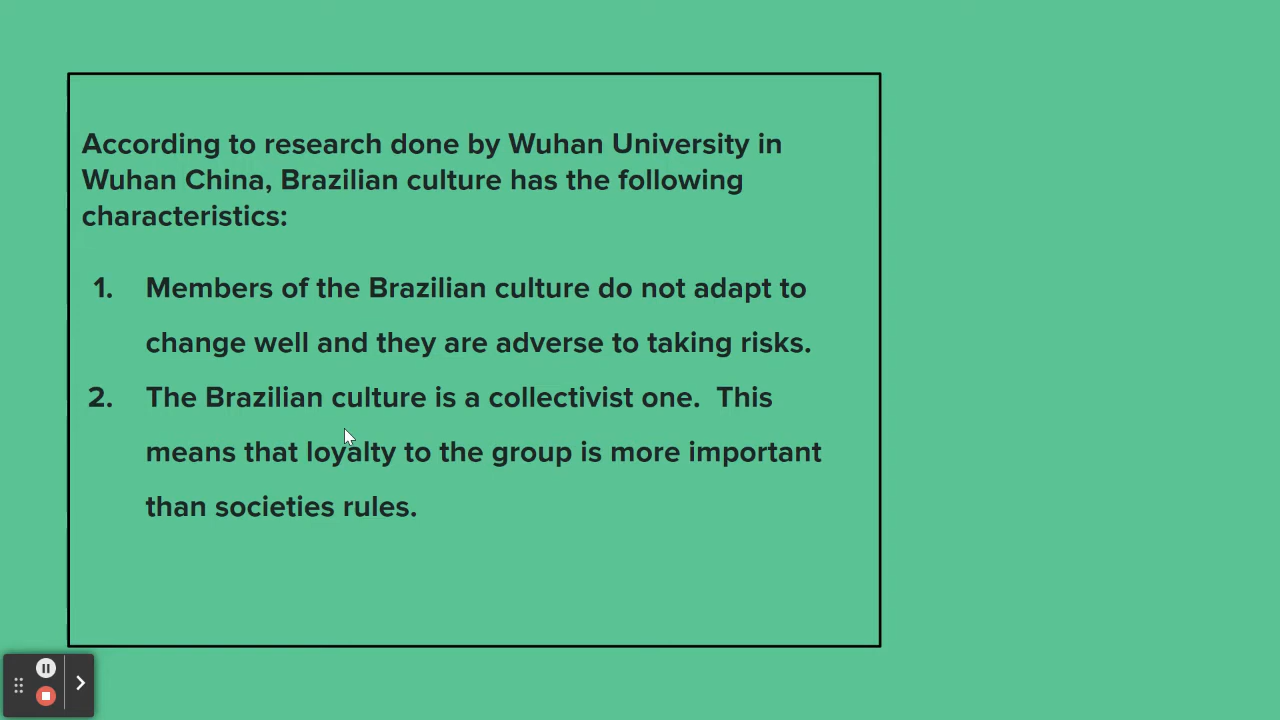 According to research done by Wuhan University in
Wuhan China, Brazilian culture has the following
characteristics:
1. Members of the Brazilian culture do not adapt to
change well and they are adverse to taking risks.
2. The Brazilian culture is a collectivist one.  This
means that loyalty to the group is more important
than societies rules.